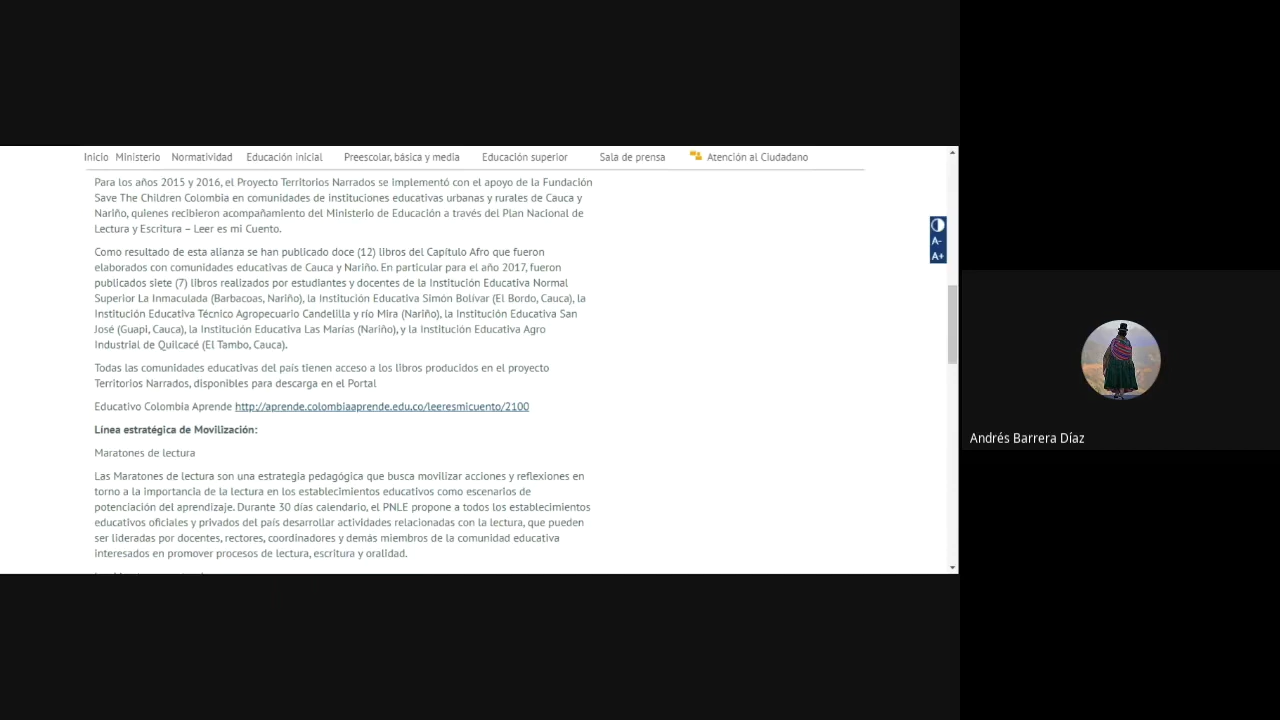 Inicio Ministerio Normatividad Educación inicial Preescolar, básica y media Educación superior Sala de prensa Atención al Ciudadano
Para los años 2015 y 2016, el Proyecto Territorios Narrados se implementó con el apoyo de la Fundación
Save The Children Colombia en comunidades de instituciones educativas urbanas y rurales de Cauca y
Nariño, quienes recibieron acompañamiento del Ministerio de Educación a través del Plan Nacional de
Lectura y Escritura – Leer es mi Cuento.
Como resultado de esta alianza se han publicado doce (12) libros del Capítulo Afro que fueron
elaborados con comunidades educativas de Cauca y Nariño. En particular para el año 2017, fueron
publicados siete (7) libros realizados por estudiantes y docentes de la Institución Educativa Normal
Superior La Inmaculada (Barbacoas, Nariño), la Institución Educativa Simón Bolívar (El Bordo, Cauca), la
Institución Educativa Técnico Agropecuario Candelilla y río Mira (Nariño), la Institución Educativa San
José (Guapi, Cauca), la Institución Educativa Las Marías (Nariño), y la Institución Educativa Agro
Industrial de Quilcacé (El Tambo, Cauca).
Todas las comunidades educativas del país tienen acceso a los libros producidos en el proyecto
Territorios Narrados, disponibles para descarga en el Portal
Educativo Colombia Aprende http://aprende.colombiaaprende.edu.co/leeresmicuento/2100
Línea estratégica de Movilización:
Maratones de lectura
Las Maratones de lectura son una estrategia pedagógica que busca movilizar acciones y reflexiones en
torno a la importancia de la lectura en los establecimientos educativos como escenarios de
potenciación del aprendizaje. Durante 30 días calendario, el PNLE propone a todos los establecimientos
educativos oficiales y privados del país desarrollar actividades relacionadas con la lectura, que pueden
ser lideradas por docentes, rectores, coordinadores y demás miembros de la comunidad educativa
interesados en promover procesos de lectura, escritura y oralidad.
A-
A+
Andrés Barrera Díaz